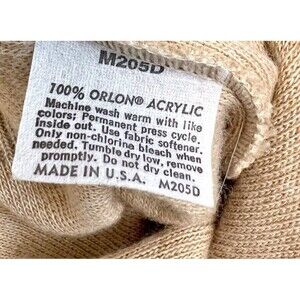 M205D
100% ORLON® ACRYLIC
Machine wash warm with like
colors; Permanent press cycle.
Inside out. Use fabric softener.
Only non-chlorine bleach when
needed. Tumble dry low, remove
promptly. Do not dry clean.
MADE IN U.S.A. M205D